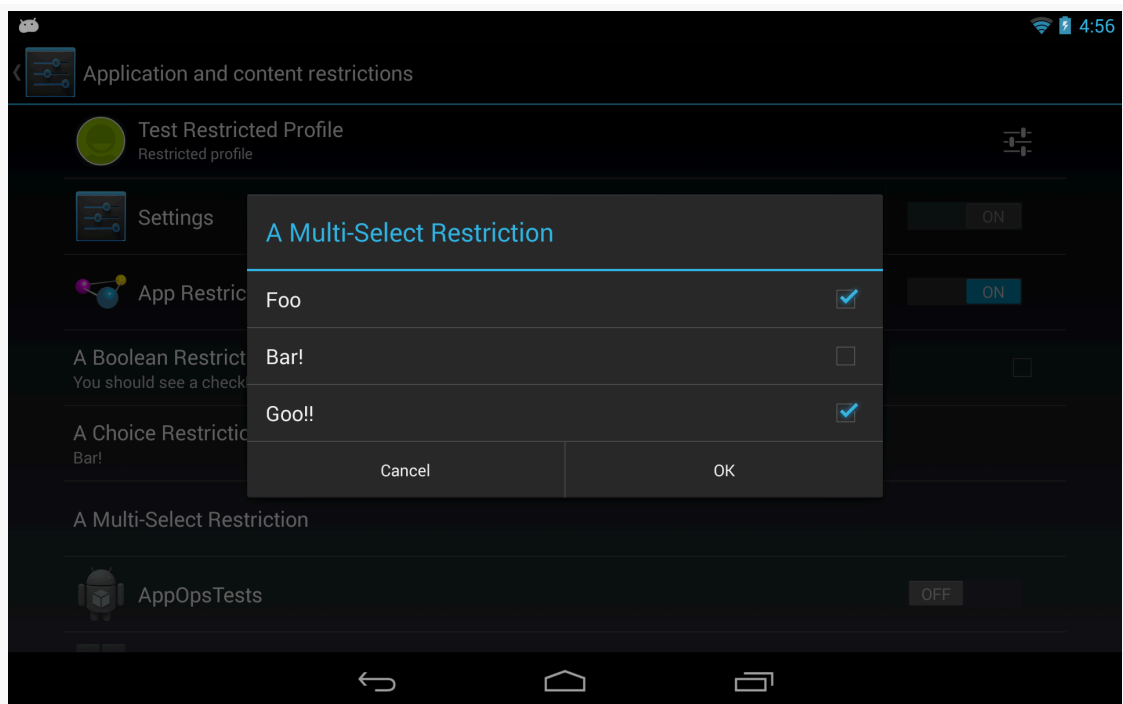 4:56
Application and content restrictions
Test Restricted Profile
Restricted profile
Settings
ON
A Multi-Select Restriction
App Restric
ON
Foo
A Boolean Restrict
You should see a check
Bar!
A Choice Restrictio
Bar!
Goo!!
Cancel
OK
A Multi-Select Restriction
AppOpsTests
OFF